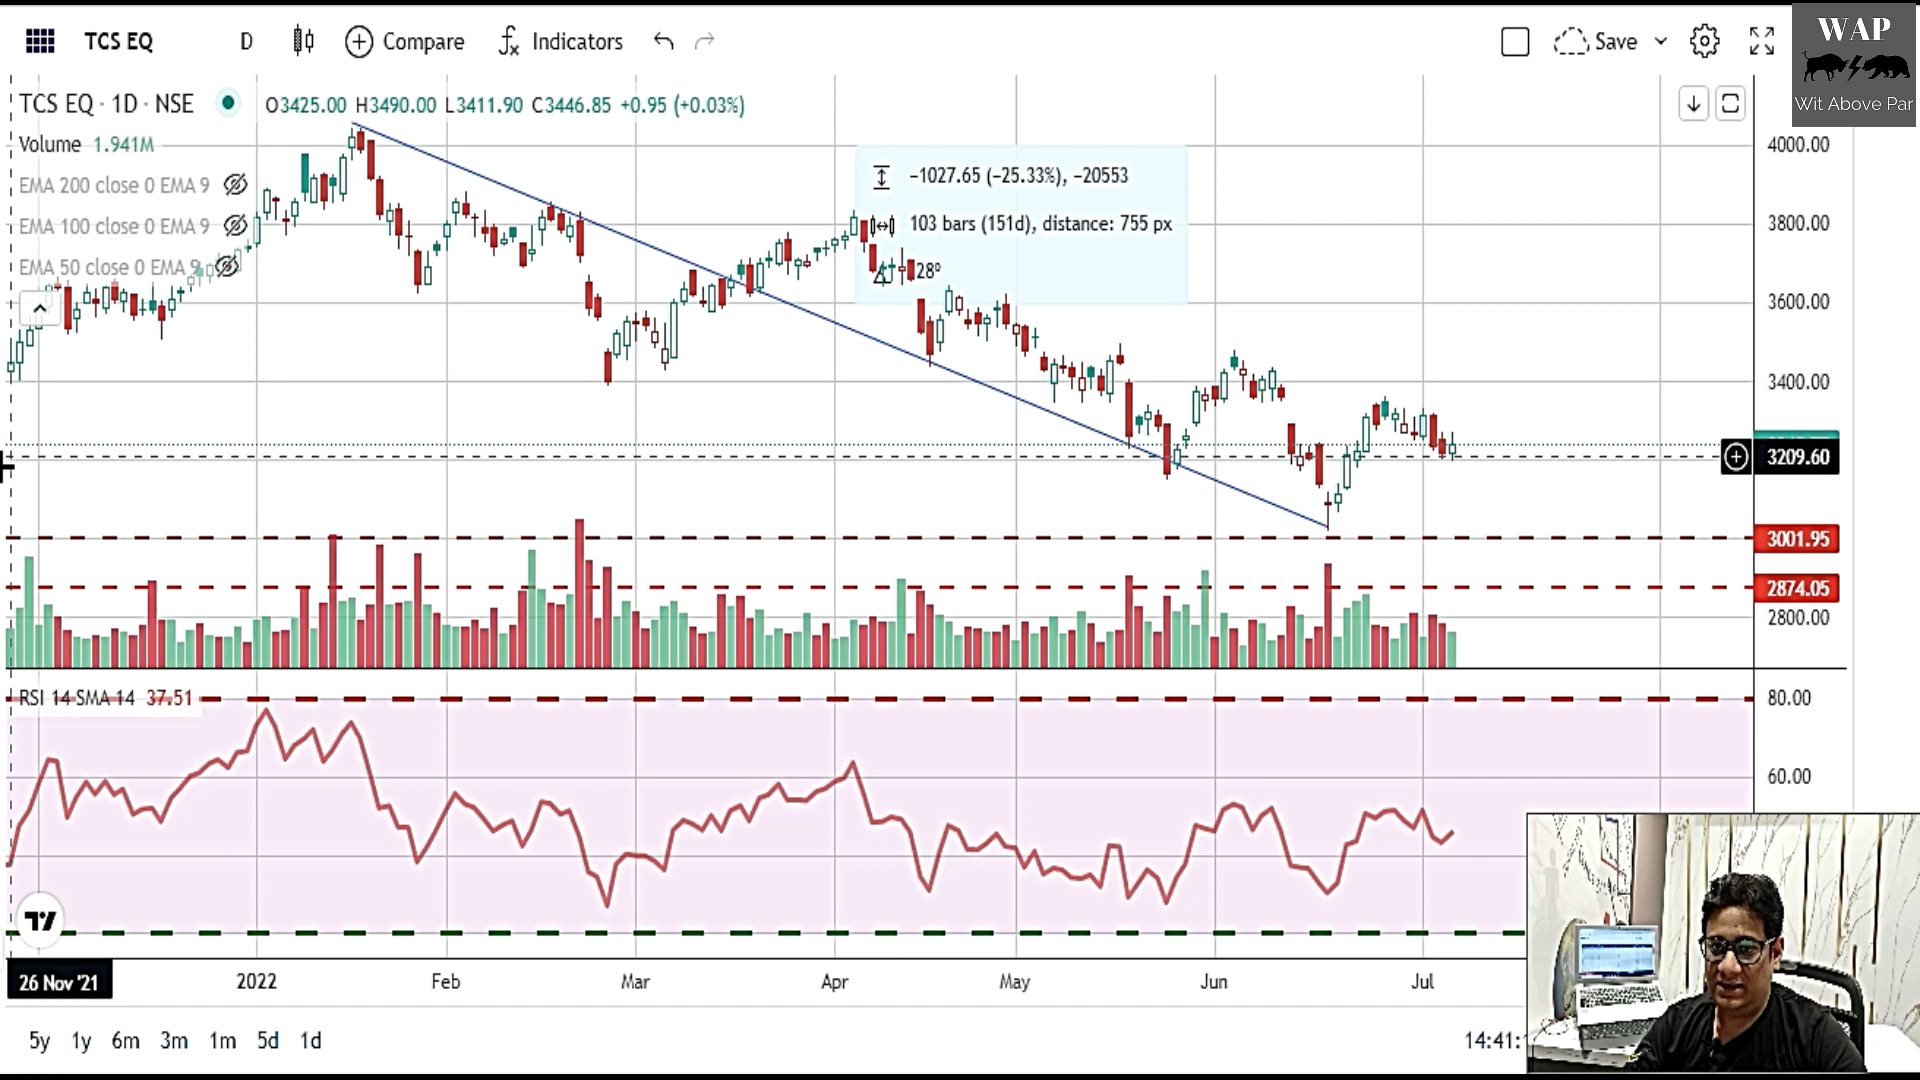 TCS EQ D Compare Indicators Save
WAP
Wit Above Par
TCS EQ · 1D · NSE O3425.00 H3490.00 L3411.90 C3446.85 +0.95 (+0.03%)
Volume 1.941M
EMA 200 close 0 EMA 9
EMA 100 close 0 EMA 9
EMA 50 close 0 EMA 9
−1027.65 (−25.33%), −20553
103 bars (151d), distance: 755 px
28º
4000.00
3800.00
3600.00
3400.00
3209.60
3001.95
2874.05
2800.00
RSI 14 SMA 14 37.51
80.00
60.00
26 Nov '21 2022 Feb Mar Apr May Jun Jul
5y 1y 6m 3m 1m 5d 1d
14:41: